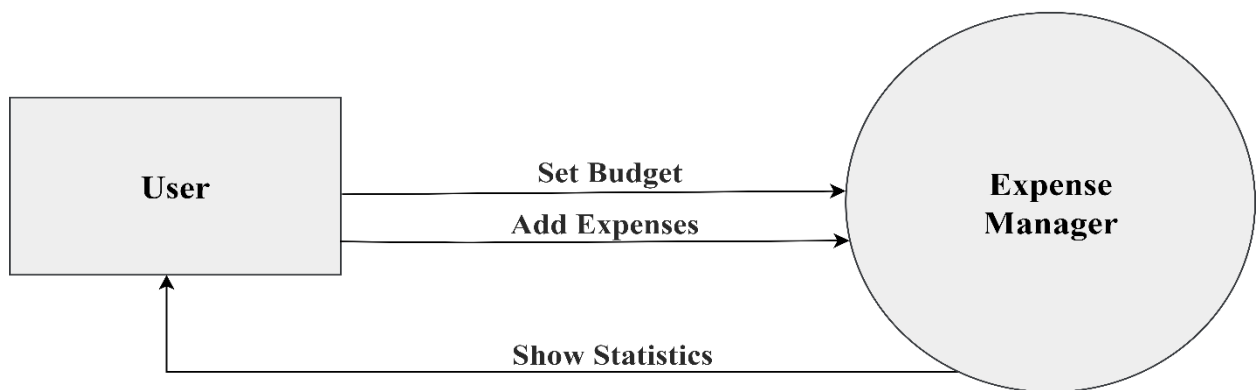 User
Set Budget
Add Expenses
Show Statistics
Expense
Manager